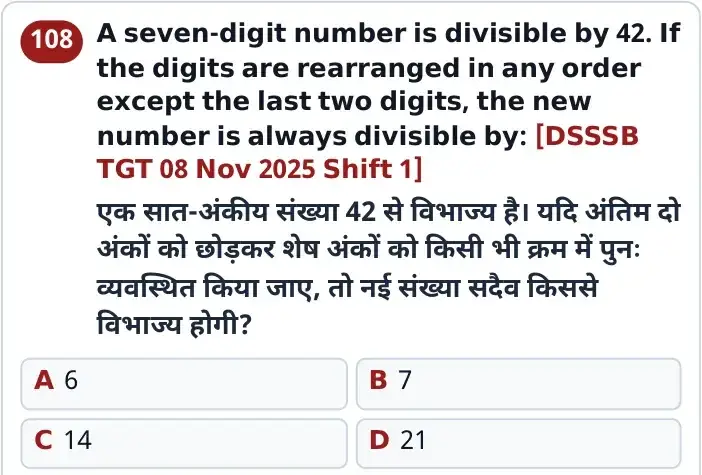 108 A seven-digit number is divisible by 42. If
the digits are rearranged in any order
except the last two digits, the new
number is always divisible by: [DSSSB
TGT 08 Nov 2025 Shift 1]
एक सात-अंकीय संख्या 42 से विभाज्य है। यदि अंतिम दो
अंकों को छोड़कर शेष अंकों को किसी भी क्रम में पुनः
व्यवस्थित किया जाए, तो नई संख्या सदैव किससे
विभाज्य होगी?
A 6
B 7
C 14
D 21